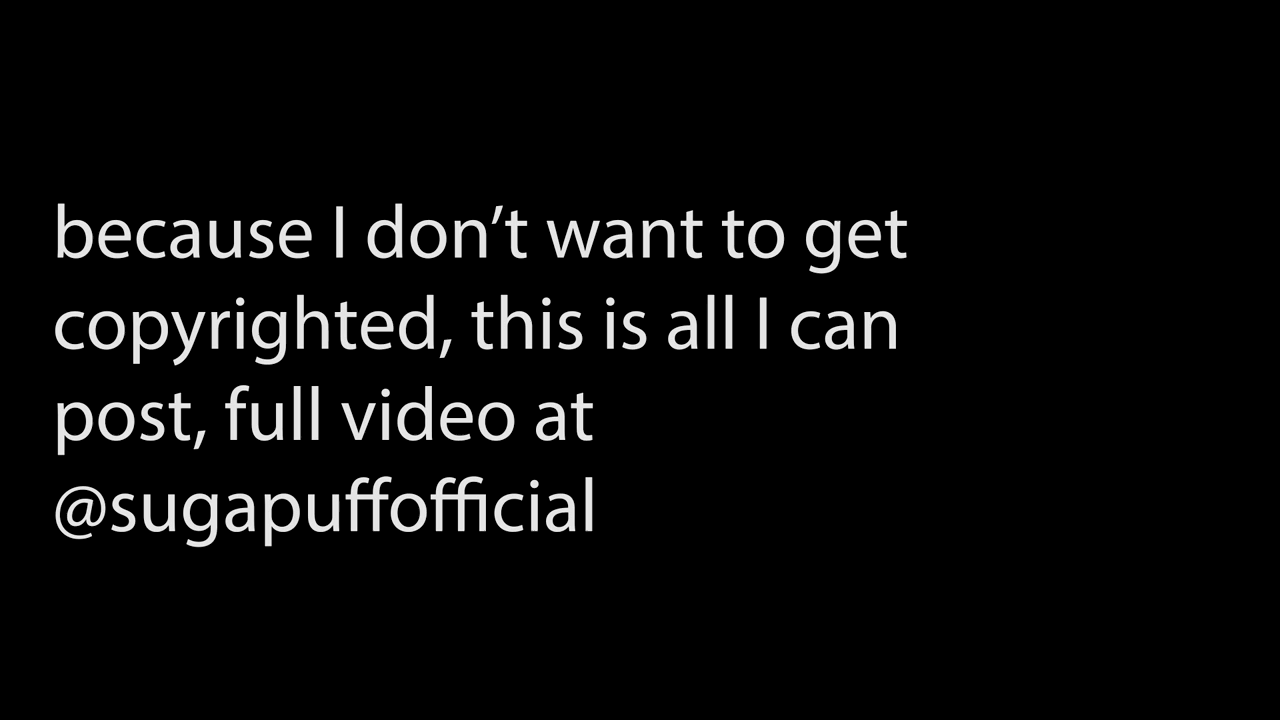 because I don’t want to get
copyrighted, this is all I can
post, full video at
@sugapuffofficial